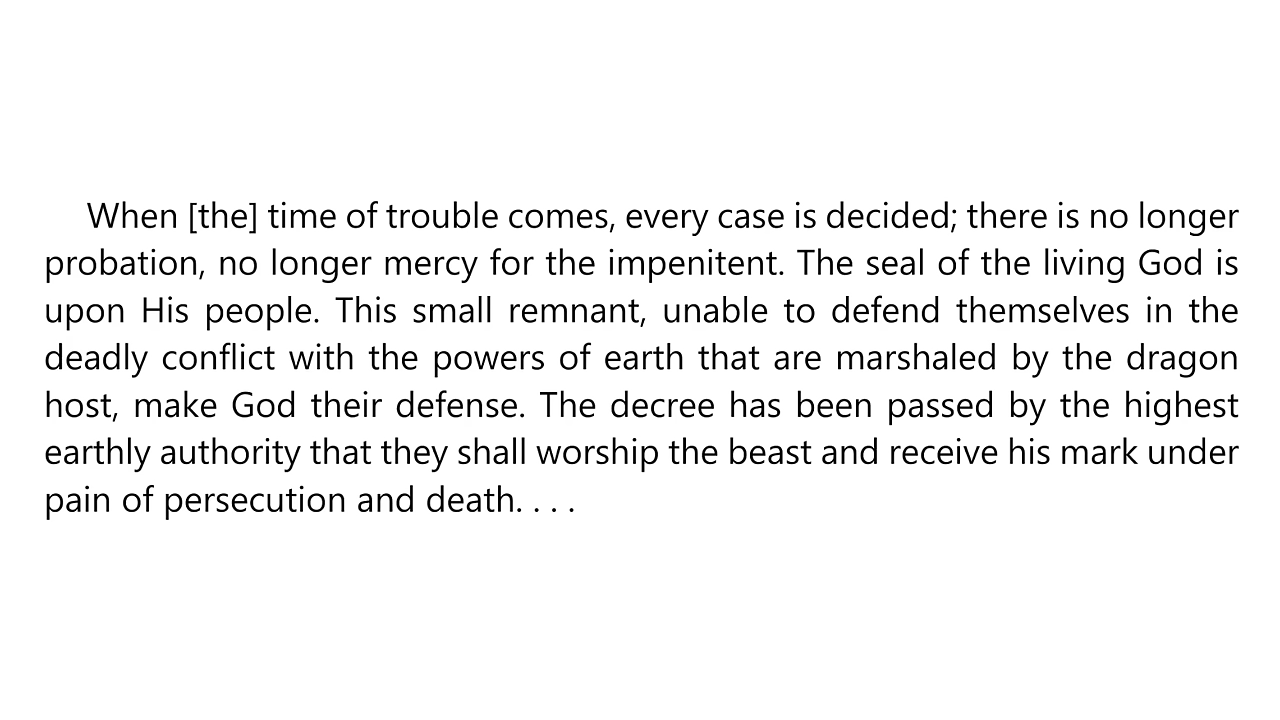 When [the] time of trouble comes, every case is decided; there is no longer
probation, no longer mercy for the impenitent. The seal of the living God is
upon His people. This small remnant, unable to defend themselves in the
deadly conflict with the powers of earth that are marshaled by the dragon
host, make God their defense. The decree has been passed by the highest
earthly authority that they shall worship the beast and receive his mark under
pain of persecution and death. . . .